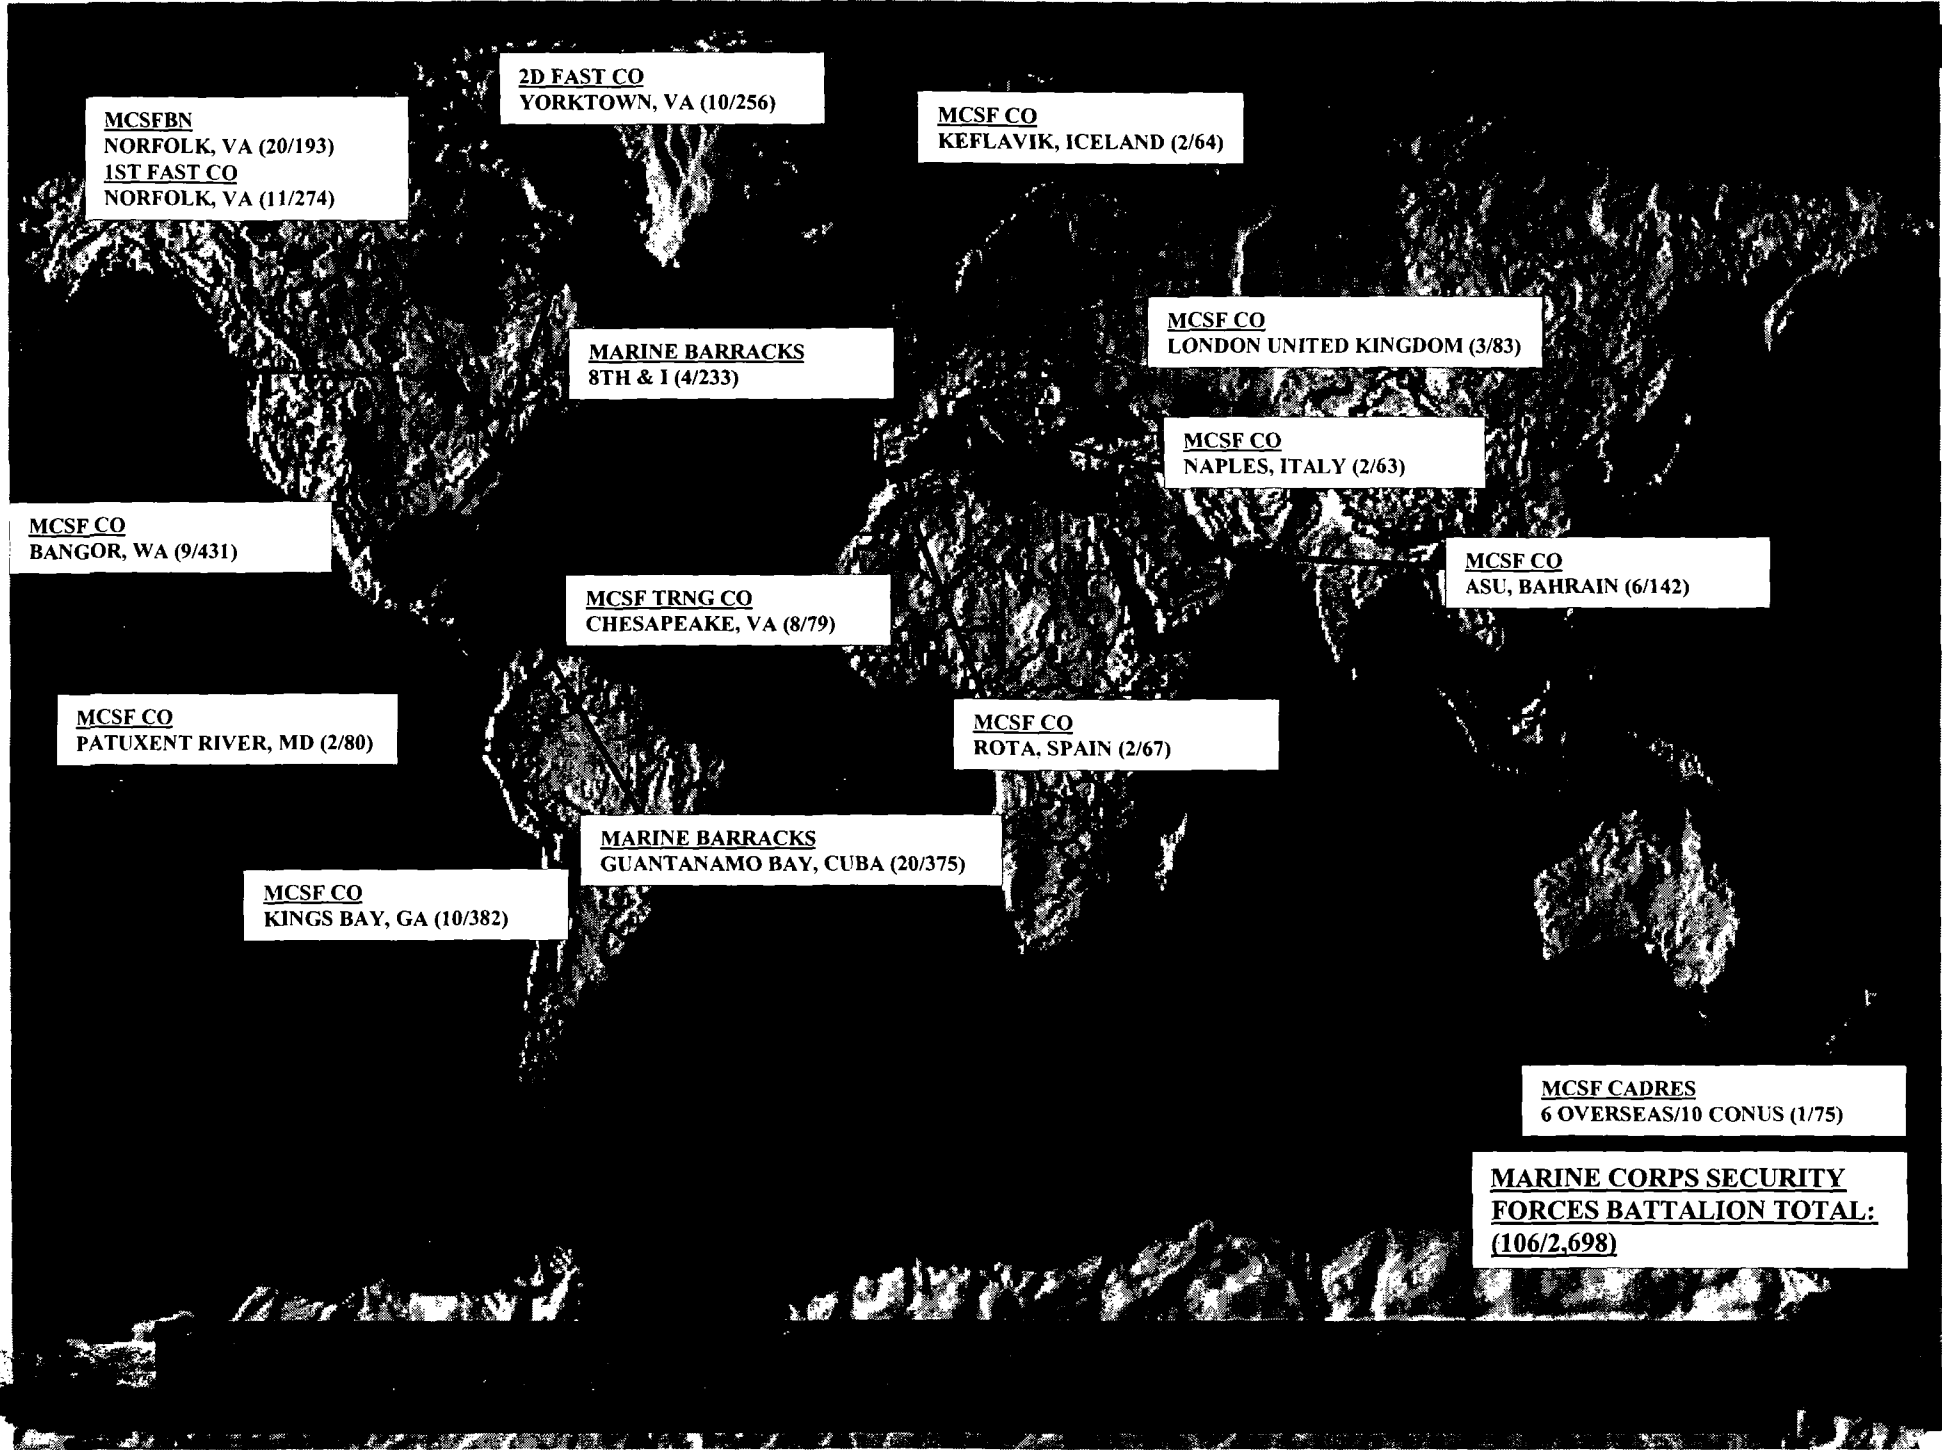 2D FAST CO
YORKTOWN, VA (10/256)
MCSFBN
NORFOLK, VA (20/193)
1ST FAST CO
NORFOLK, VA (11/274)
MCSF CO
KEFLAVIK, ICELAND (2/64)
MCSF CO
LONDON UNITED KINGDOM (3/83)
MARINE BARRACKS
8TH & I (4/233)
MCSF CO
NAPLES, ITALY (2/63)
MCSF CO
BANGOR, WA (9/431)
MCSF CO
ASU, BAHRAIN (6/142)
MCSF TRNG CO
CHESAPEAKE, VA (8/79)
MCSF CO
PATUXENT RIVER, MD (2/80)
MCSF CO
ROTA, SPAIN (2/67)
MARINE BARRACKS
GUANTANAMO BAY, CUBA (20/375)
MCSF CO
KINGS BAY, GA (10/382)
MCSF CADRES
6 OVERSEAS/10 CONUS (1/75)
MARINE CORPS SECURITY
FORCES BATTALION TOTAL:
(106/2,698)